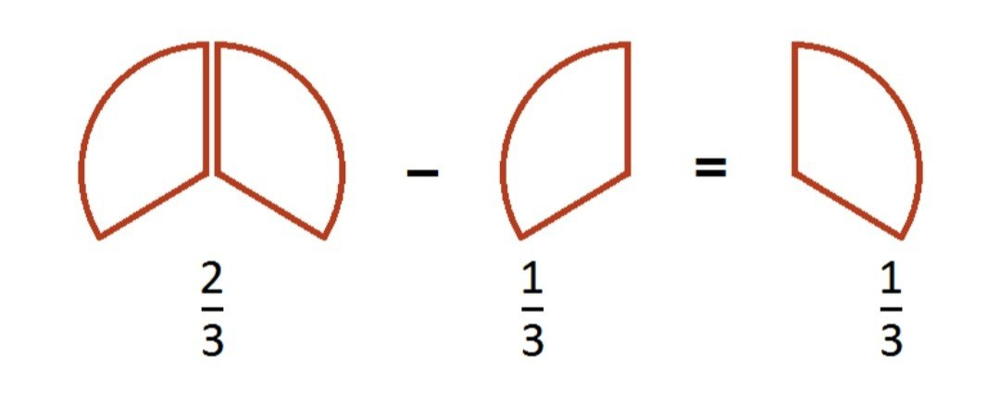 2/3 – 1/3 = 1/3